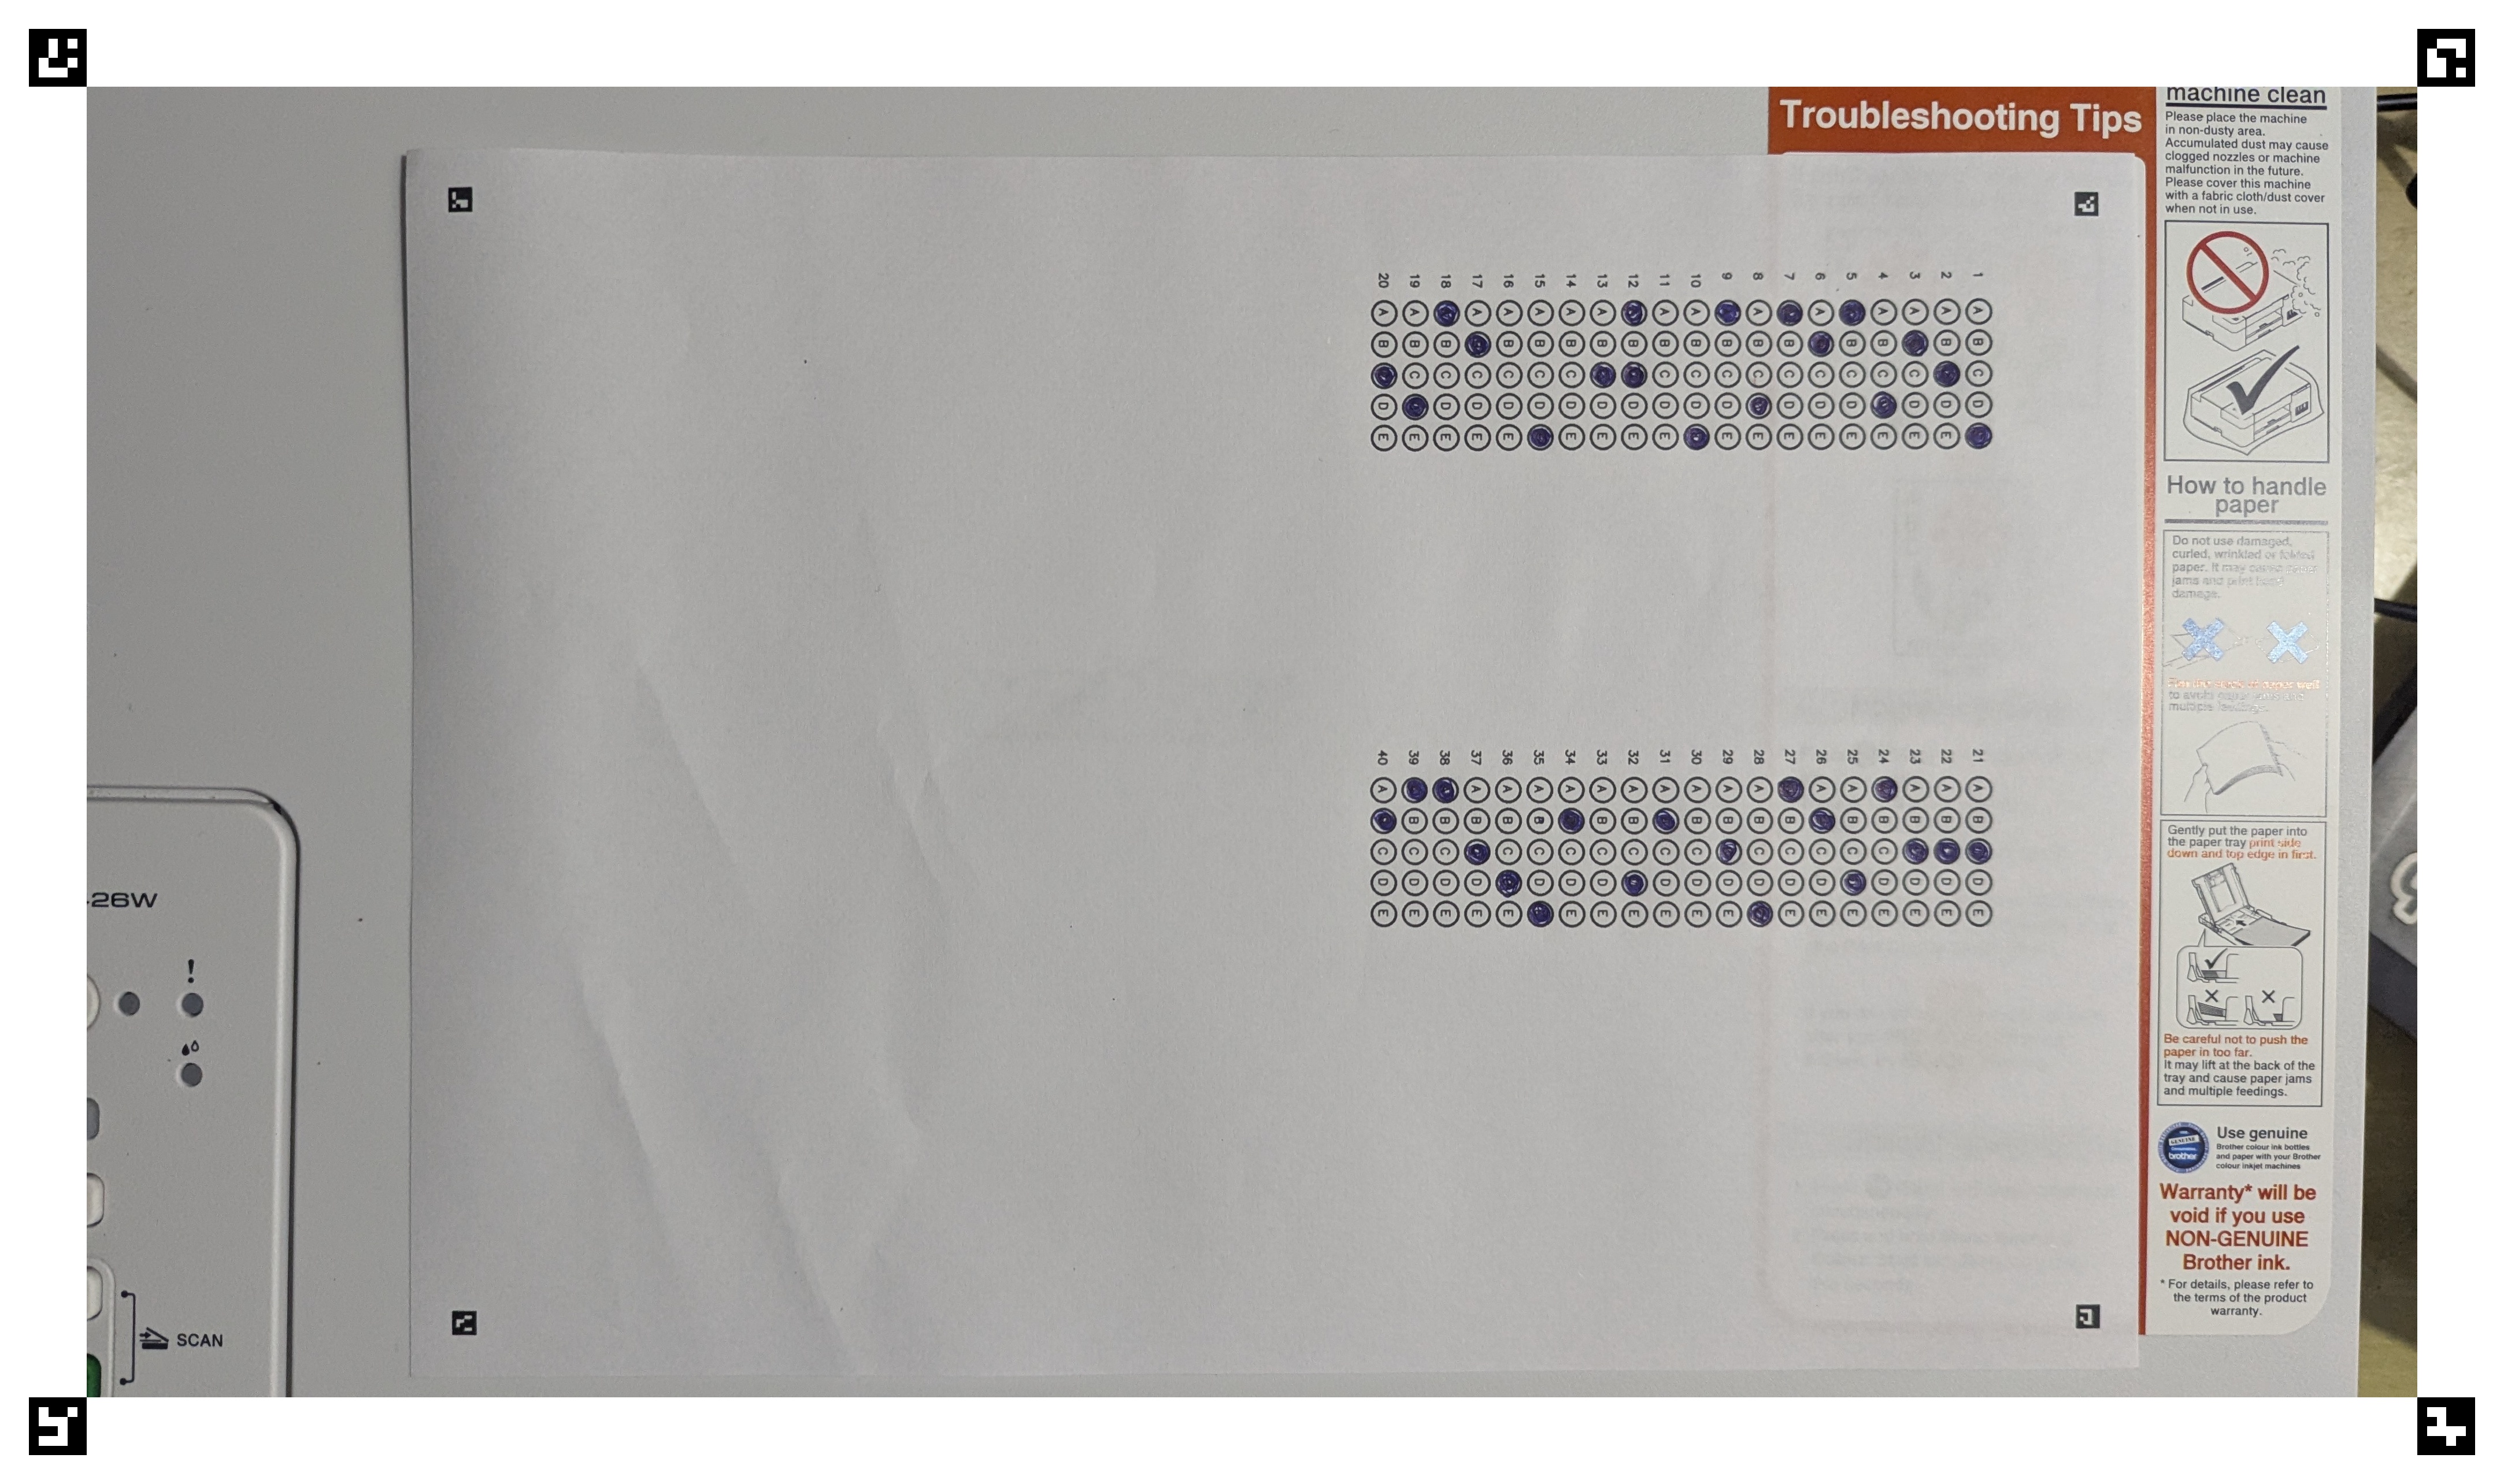 Troubleshooting Tips
machine clean
Please place the machine
in non-dusty area.
Accumulated dust may cause
clogged nozzles or machine
malfunction in the future.
Please cover this machine
with a fabric cloth/dust cover
when not in use.
How to handle
paper
Do not use damaged,
curled, wrinkled or folded
paper. It may cause paper
jams and print head
damage.
to avoid paper jams and
multiple feedings.
Gently put the paper into
the paper tray print side
down and top edge in first.
Be careful not to push the
paper in too far.
It may lift at the back of the
tray and cause paper jams
and multiple feedings.
GENUINE
brother
Use genuine
Brother colour ink bottles
and paper with your Brother
colour inkjet machines
Warranty* will be
void if you use
NON-GENUINE
Brother ink.
* For details, please refer to
the terms of the product
warranty.
1 A B C D
2 A B D E
3 A C D E
4 A B C E
5 B C D E
6 A C D E
7 B C D E
8 A B C E
9 B C D E
10 A B C D
11 A B C D E
12 B D E
13 A B D E
14 A B C D E
15 A B C D
16 A B C D E
17 A C D E
18 B C D E
19 A B C E
20 A B D E
21 A B D E
22 A B D E
23 A B D E
24 B C D E
25 A B C E
26 A C D E
27 B C D E
28 A B C D
29 A B D E
30 A B C D E
31 A C D E
32 A B C E
33 A B C D E
34 A C D E
35 A B C D
36 A B C E
37 A B D E
38 B C D E
39 B C D E
40 A C D E
-26W
!
SCAN